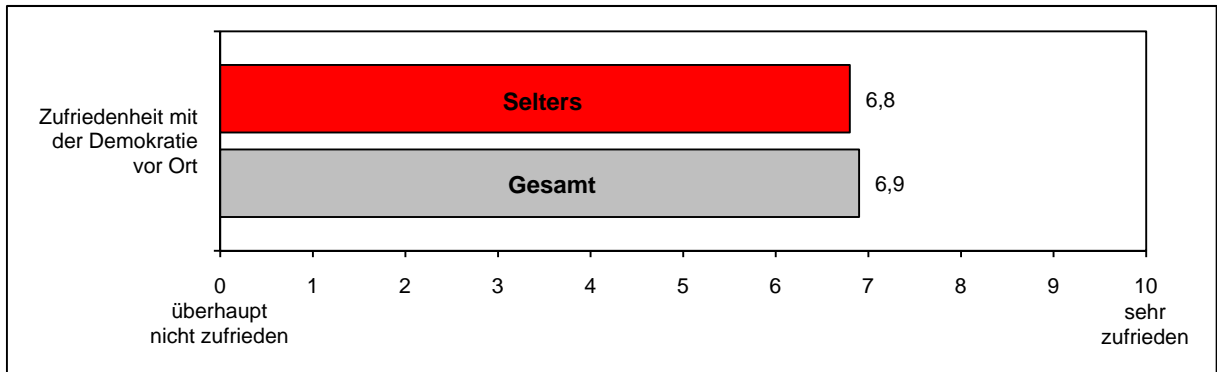 Zufriedenheit mit
der Demokratie
vor Ort
Selters
6,8
Gesamt
6,9
0 1 2 3 4 5 6 7 8 9 10
überhaupt
nicht zufrieden
sehr
zufrieden